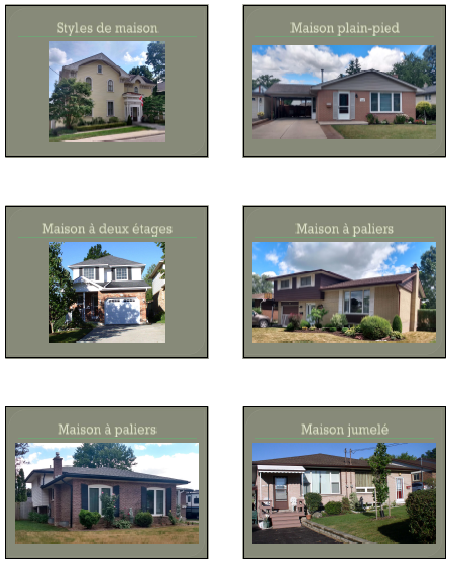 Styles de maison
Maison plain-pied
Maison à deux étages
Maison à paliers
Maison à paliers
Maison jumelé